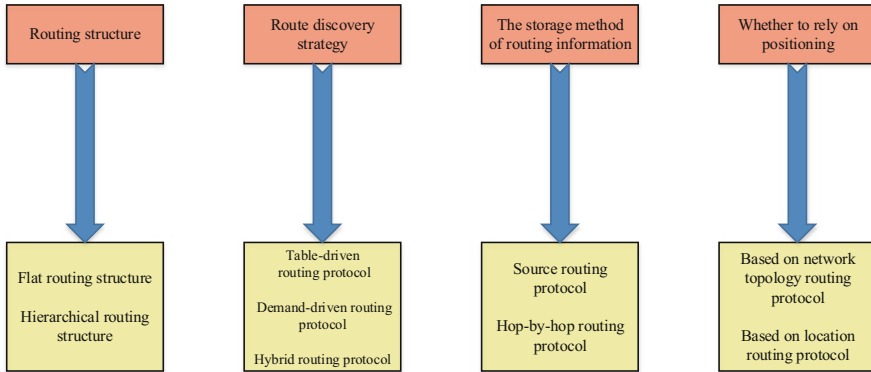 Routing structure
Route discovery
strategy
The storage method
of routing information
Whether to rely on
positioning
Flat routing structure
Hierarchical routing
structure
Table-driven
routing protocol
Demand-driven routing
protocol
Hybrid routing protocol
Source routing
protocol
Hop-by-hop routing
protocol
Based on network
topology routing
protocol
Based on location
routing protocol